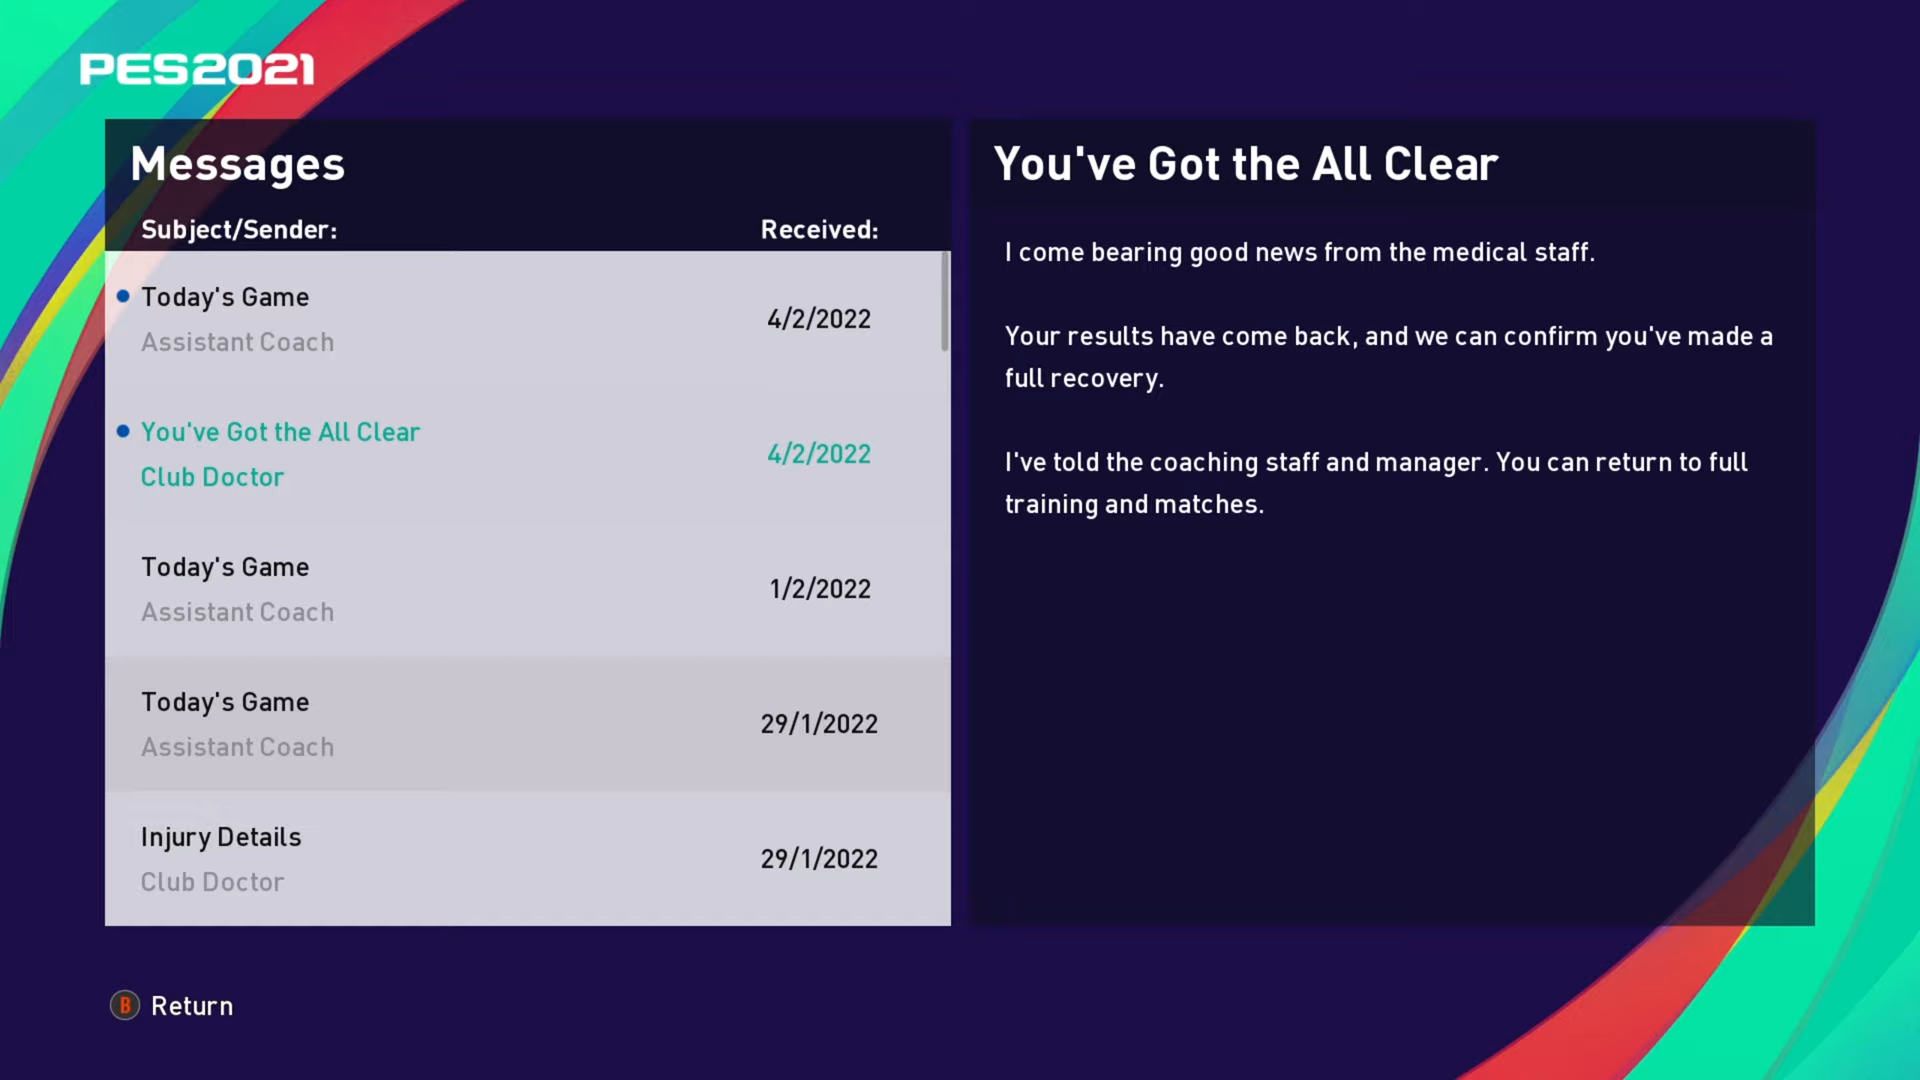 PES2021
Messages
Subject/Sender: Received:
Today's Game
Assistant Coach
4/2/2022
You've Got the All Clear
Club Doctor
4/2/2022
Today's Game
Assistant Coach
1/2/2022
Today's Game
Assistant Coach
29/1/2022
Injury Details
Club Doctor
29/1/2022
You've Got the All Clear
I come bearing good news from the medical staff.
Your results have come back, and we can confirm you've made a
full recovery.
I've told the coaching staff and manager. You can return to full
training and matches.
B Return